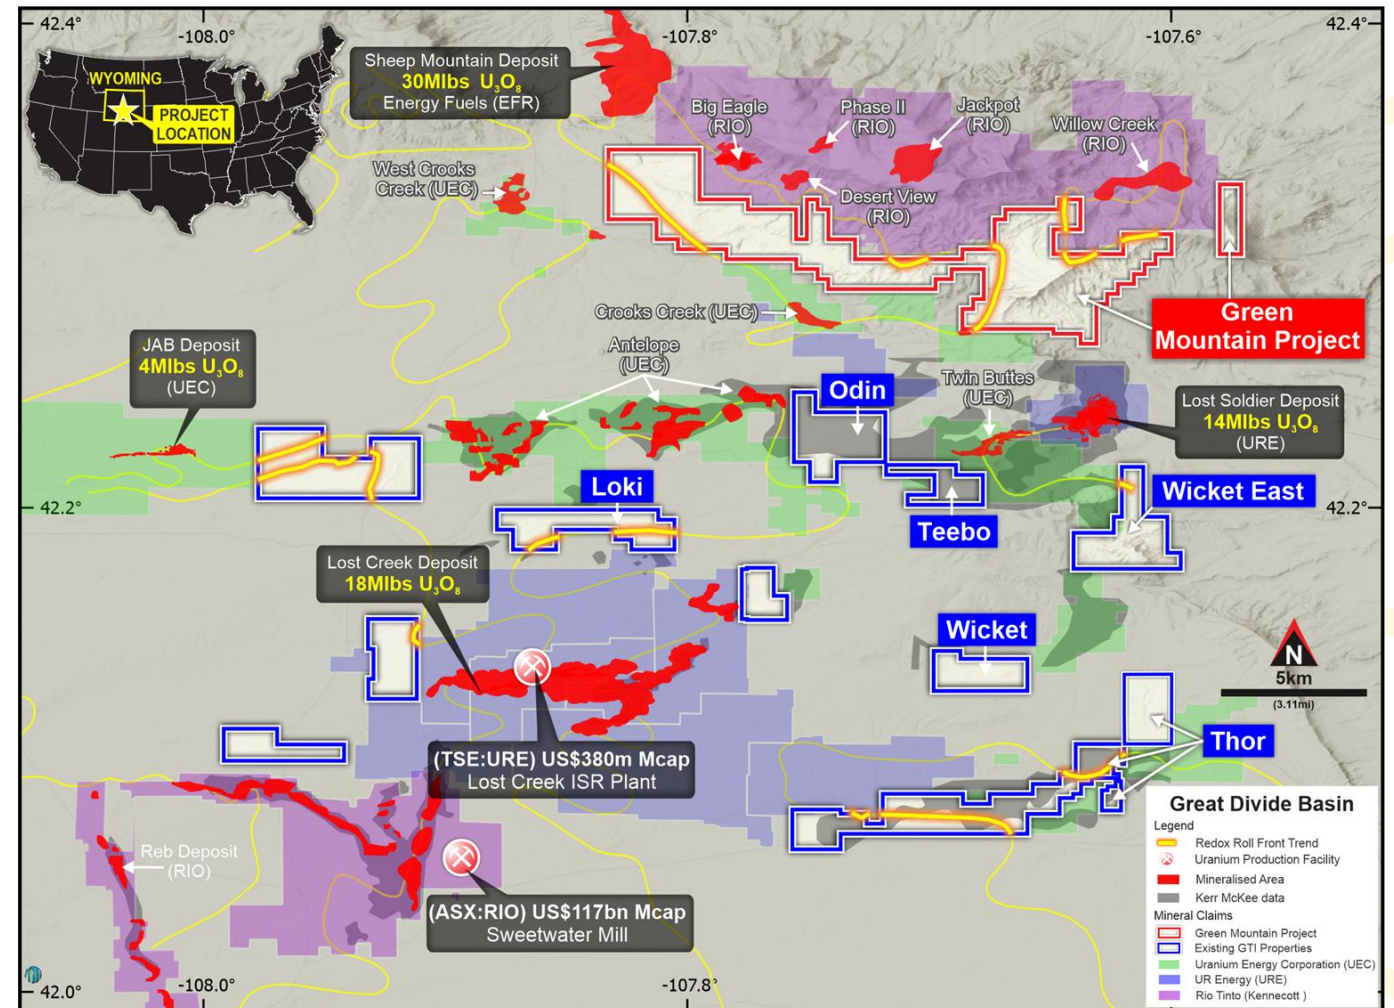 42.4°
-108.0°
-107.8°
-107.6°
42.4°
WYOMING
PROJECT
LOCATION
Sheep Mountain Deposit
30Mlbs U₃O₈
Energy Fuels (EFR)
Big Eagle
(RIO)
Phase II
(RIO)
Jackpot
(RIO)
Willow Creek
(RIO)
West Crooks
Creek (UEC)
Desert View
(RIO)
Crooks Creek (UEC)
Green
Mountain Project
JAB Deposit
4Mlbs U₃O₈
(UEC)
Antelope
(UEC)
Odin
Twin Buttes
(UEC)
Lost Soldier Deposit
14Mlbs U₃O₈
(URE)
42.2°
Loki
Teebo
Wicket East
42.2°
Lost Creek Deposit
18Mlbs U₃O₈
Wicket
N
5km
(3.11mi)
(TSE:URE) US$380m Mcap
Lost Creek ISR Plant
Thor
Reb Deposit
(RIO)
(ASX:RIO) US$117bn Mcap
Sweetwater Mill
Great Divide Basin
Legend
Redox Roll Front Trend
Uranium Production Facility
Mineralised Area
Kerr McKee data
Mineral Claims
Green Mountain Project
Existing GTI Properties
Uranium Energy Corporation (UEC)
UR Energy (URE)
Rio Tinto (Kennecott )
42.0°
-108.0°
-107.8°